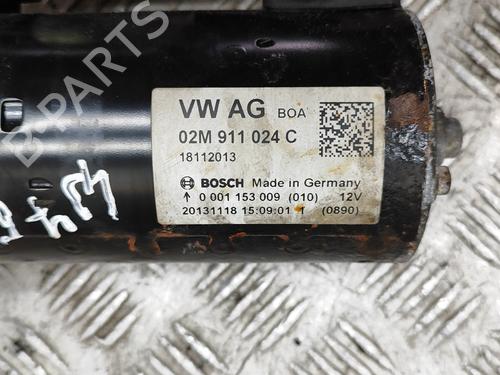 VW AG BOA
02M 911 024 C
18112013
BOSCH Made in Germany
↑ 0 001 153 009 (010) 12V
20131118 15:09:01 1 (0890)